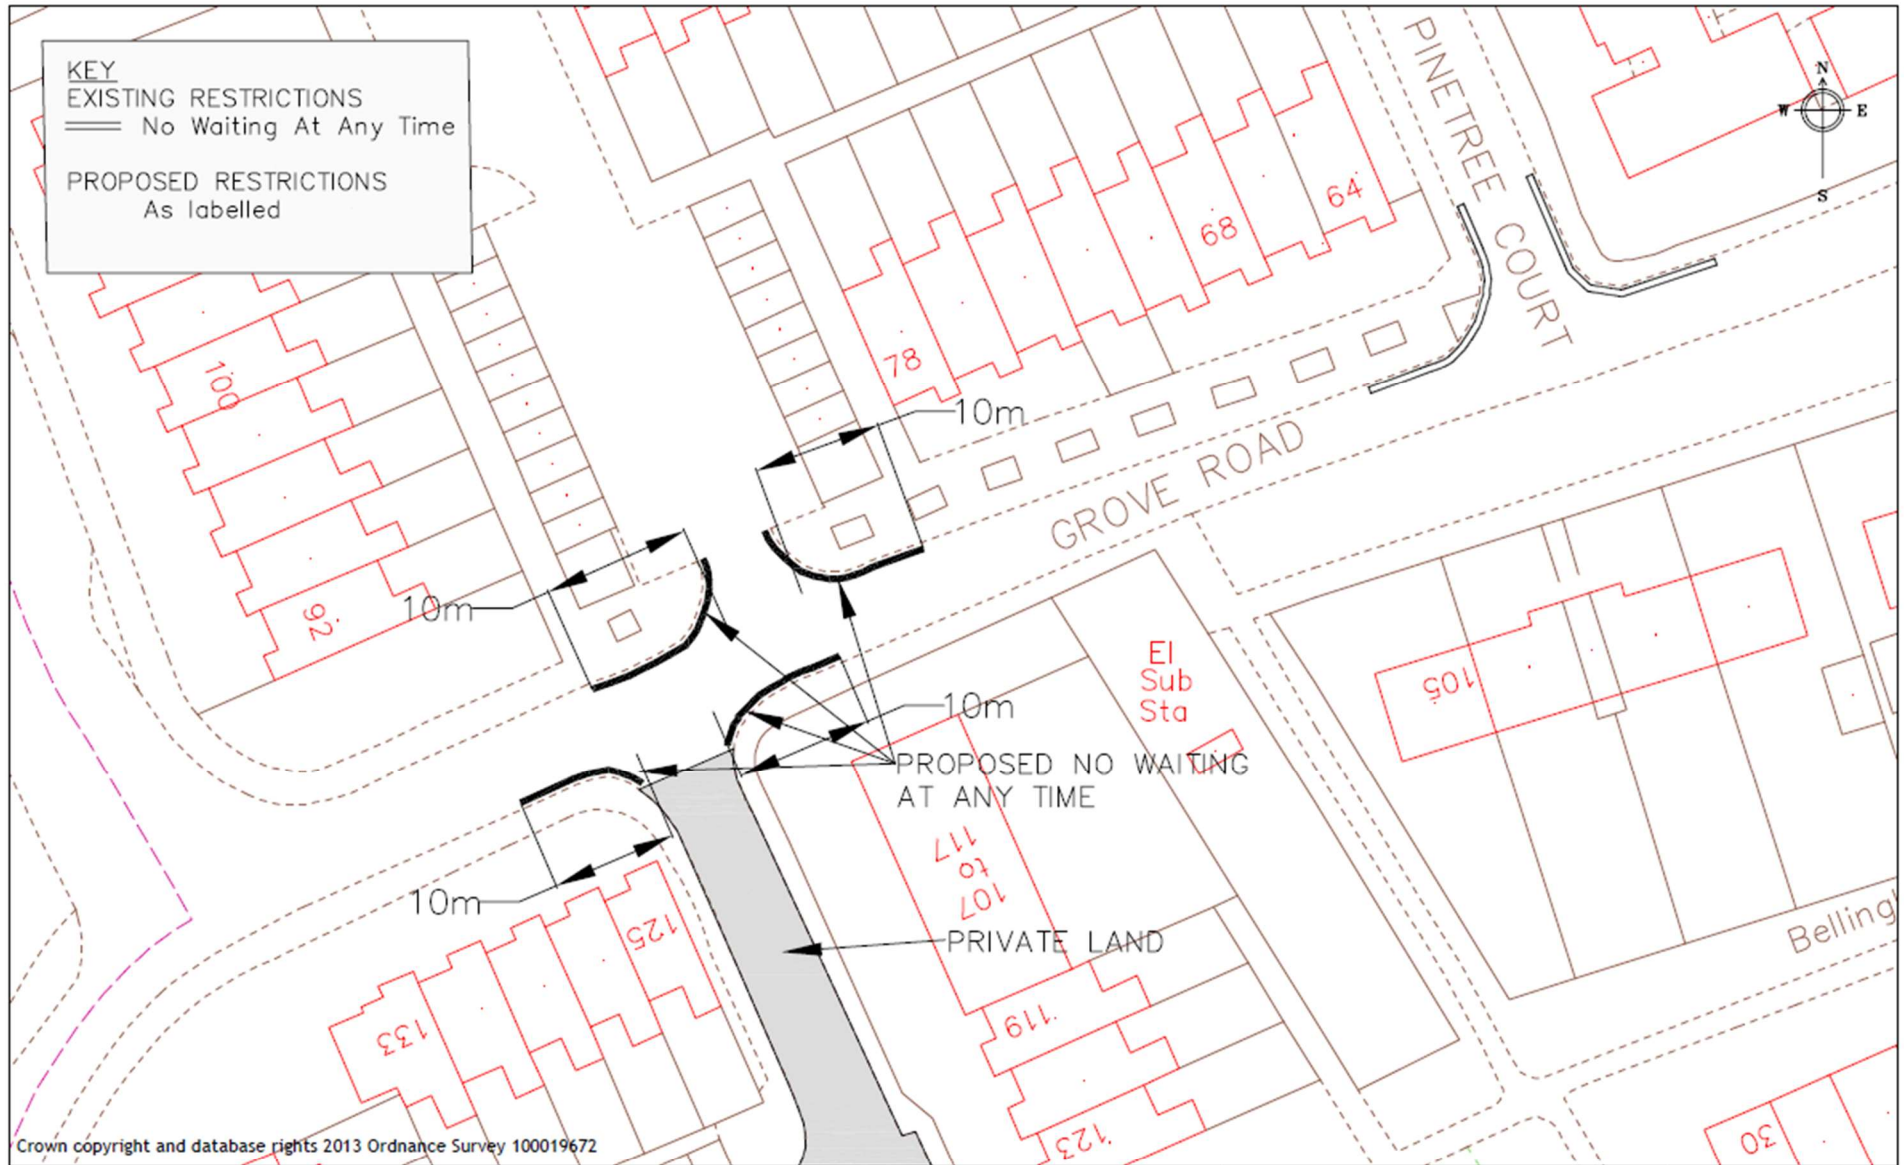 KEY
EXISTING RESTRICTIONS
No Waiting At Any Time
PROPOSED RESTRICTIONS
As labelled
N
W
E
S
PINETREE COURT
64
68
78
100
92
10m
10m
GROVE ROAD
El
Sub
Sta
105
10m
PROPOSED NO WAITING
AT ANY TIME
107
to
117
10m
125
133
PRIVATE LAND
119
123
Belling
30
Crown copyright and database rights 2013 Ordnance Survey 100019672